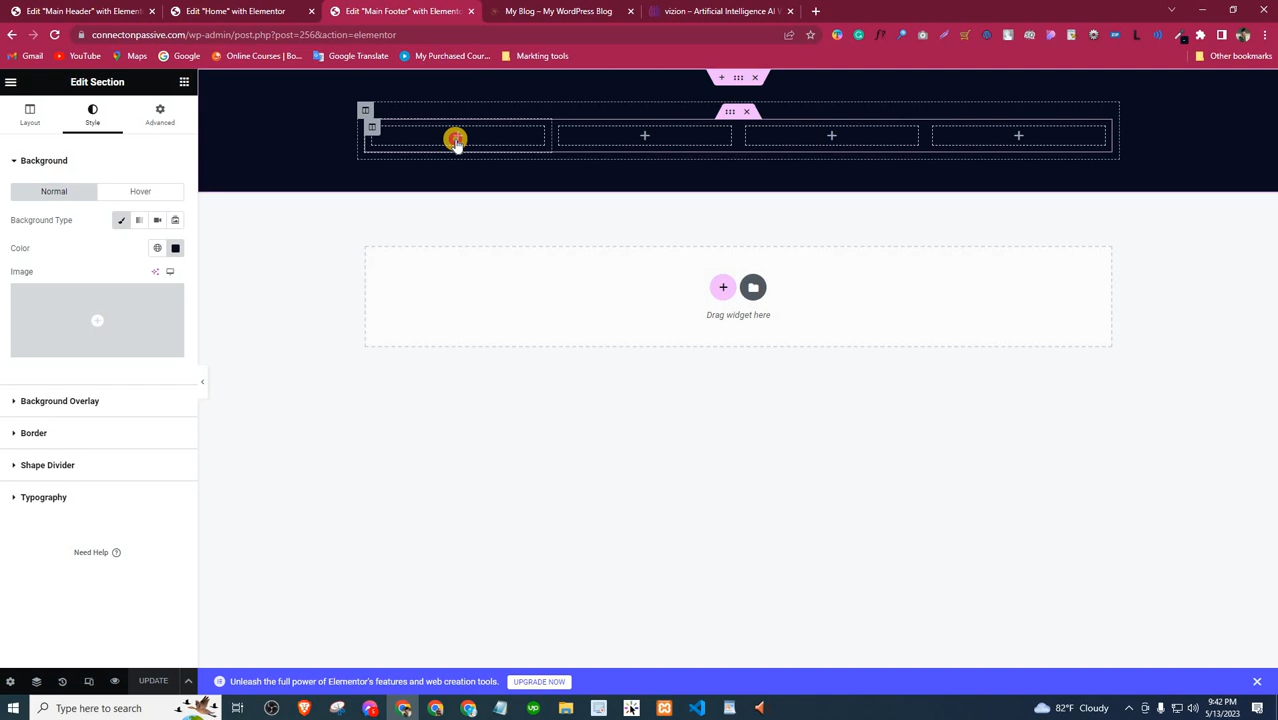 Edit "Main Header" with Elemento
Edit "Home" with Elementor
Edit "Main Footer" with Elemento
My Blog – My WordPress Blog
vizion – Artificial Intelligence AI W
connectonpassive.com/wp-admin/post.php?post=256&action=elementor
Gmail
YouTube
Maps
Google
Online Courses | Bo...
Google Translate
My Purchased Cour...
Markting tools
Other bookmarks
Edit Section
Layout
Style
Advanced
Background
Normal
Hover
Background Type
Color
Image
Drag widget here
Background Overlay
Border
Shape Divider
Typography
Need Help
UPDATE
Unleash the full power of Elementor's features and web creation tools.
UPGRADE NOW
Type here to search
82°F Cloudy
9:42 PM
5/13/2023